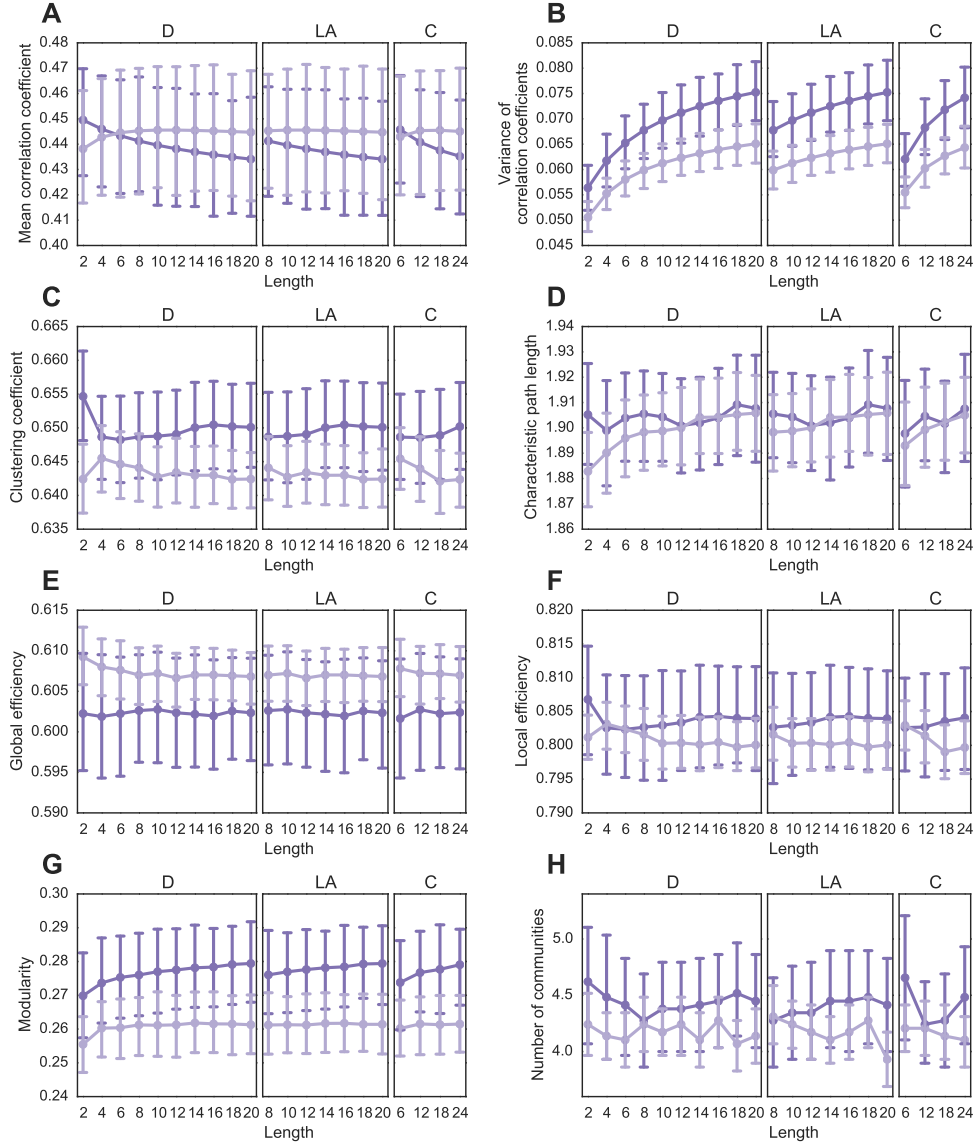 A
D LA C
Mean correlation coefficient
0.48
0.46
0.44
0.43
0.41
0.40
2 4 6 8 10 12 14 16 18 20 8 10 12 14 16 18 20 6 12 18 24
Length
B
D LA C
Variance of
correlation coefficients
0.085
0.080
0.075
0.070
0.065
0.060
0.055
0.050
0.045
2 4 6 8 10 12 14 16 18 20 8 10 12 14 16 18 20 6 12 18 24
Length
C
D LA C
Clustering coefficient
0.665
0.660
0.655
0.650
0.645
0.640
0.635
2 4 6 8 10 12 14 16 18 20 8 10 12 14 16 18 20 6 12 18 24
Length
D
D LA C
Characteristic path length
1.94
1.93
1.92
1.91
1.90
1.89
1.88
1.87
1.86
2 4 6 8 10 12 14 16 18 20 8 10 12 14 16 18 20 6 12 18 24
Length
E
D LA C
Global efficiency
0.615
0.610
0.605
0.600
0.595
0.590
2 4 6 8 10 12 14 16 18 20 8 10 12 14 16 18 20 6 12 18 24
Length
F
D LA C
Local efficiency
0.820
0.815
0.810
0.805
0.800
0.795
0.790
2 4 6 8 10 12 14 16 18 20 8 10 12 14 16 18 20 6 12 18 24
Length
G
D LA C
Modularity
0.30
0.29
0.28
0.27
0.26
0.25
0.24
2 4 6 8 10 12 14 16 18 20 8 10 12 14 16 18 20 6 12 18 24
Length
H
D LA C
Number of communities
5.0
4.5
4.0
2 4 6 8 10 12 14 16 18 20 8 10 12 14 16 18 20 6 12 18 24
Length